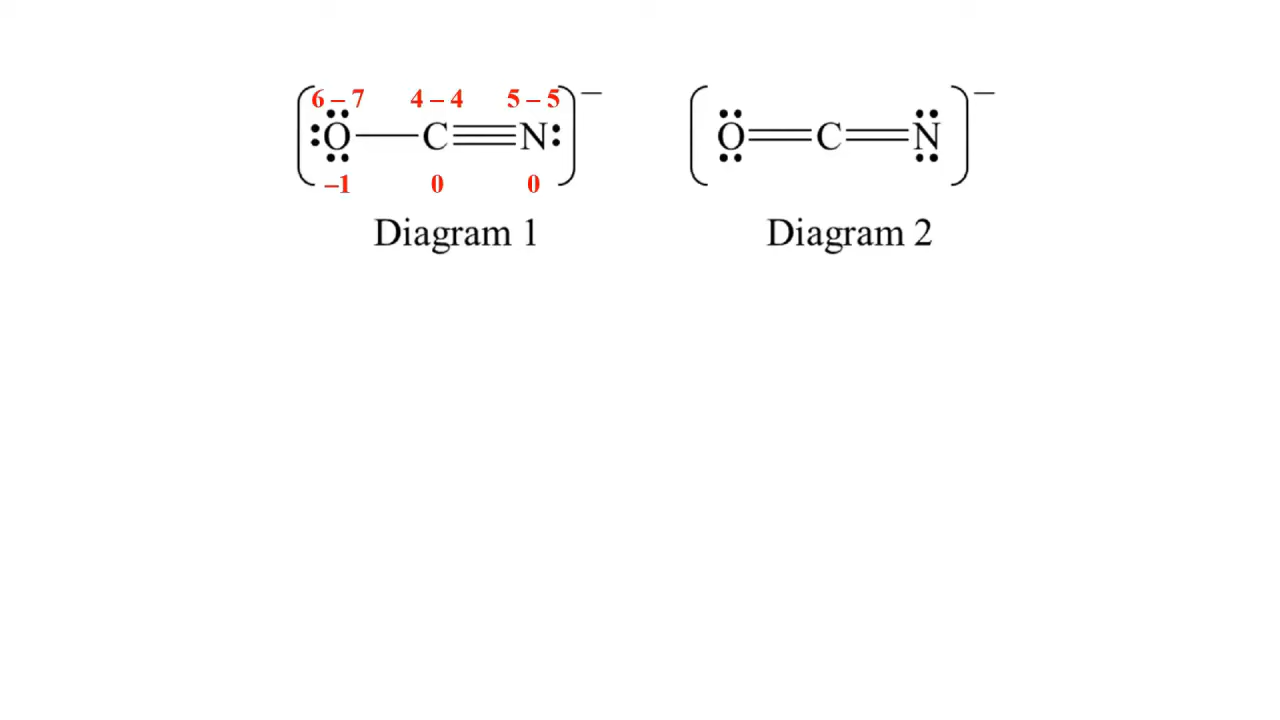 6 – 7 4 – 4 5 – 5 –
:O — C ≡ N:
–1 0 0
Diagram 1
–
O = C = N
Diagram 2